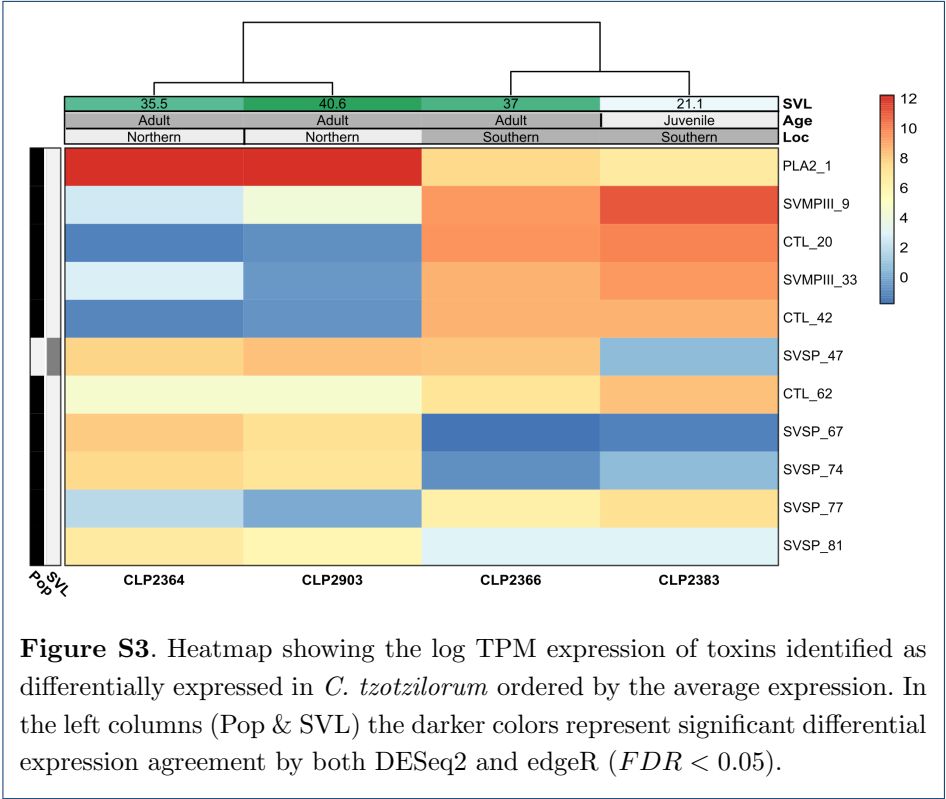 35.5 40.6 37 21.1 SVL
Adult Adult Adult Juvenile Age
Northern Northern Southern Southern Loc
PLA2_1
SVMPIII_9
CTL_20
SVMPIII_33
CTL_42
SVSP_47
CTL_62
SVSP_67
SVSP_74
SVSP_77
SVSP_81
12
10
8
6
4
2
0
Pop SVL
CLP2364 CLP2903 CLP2366 CLP2383
Figure S3. Heatmap showing the log TPM expression of toxins identified as
differentially expressed in C. tzotzilorum ordered by the average expression. In
the left columns (Pop & SVL) the darker colors represent significant differential
expression agreement by both DESeq2 and edgeR (FDR < 0.05).